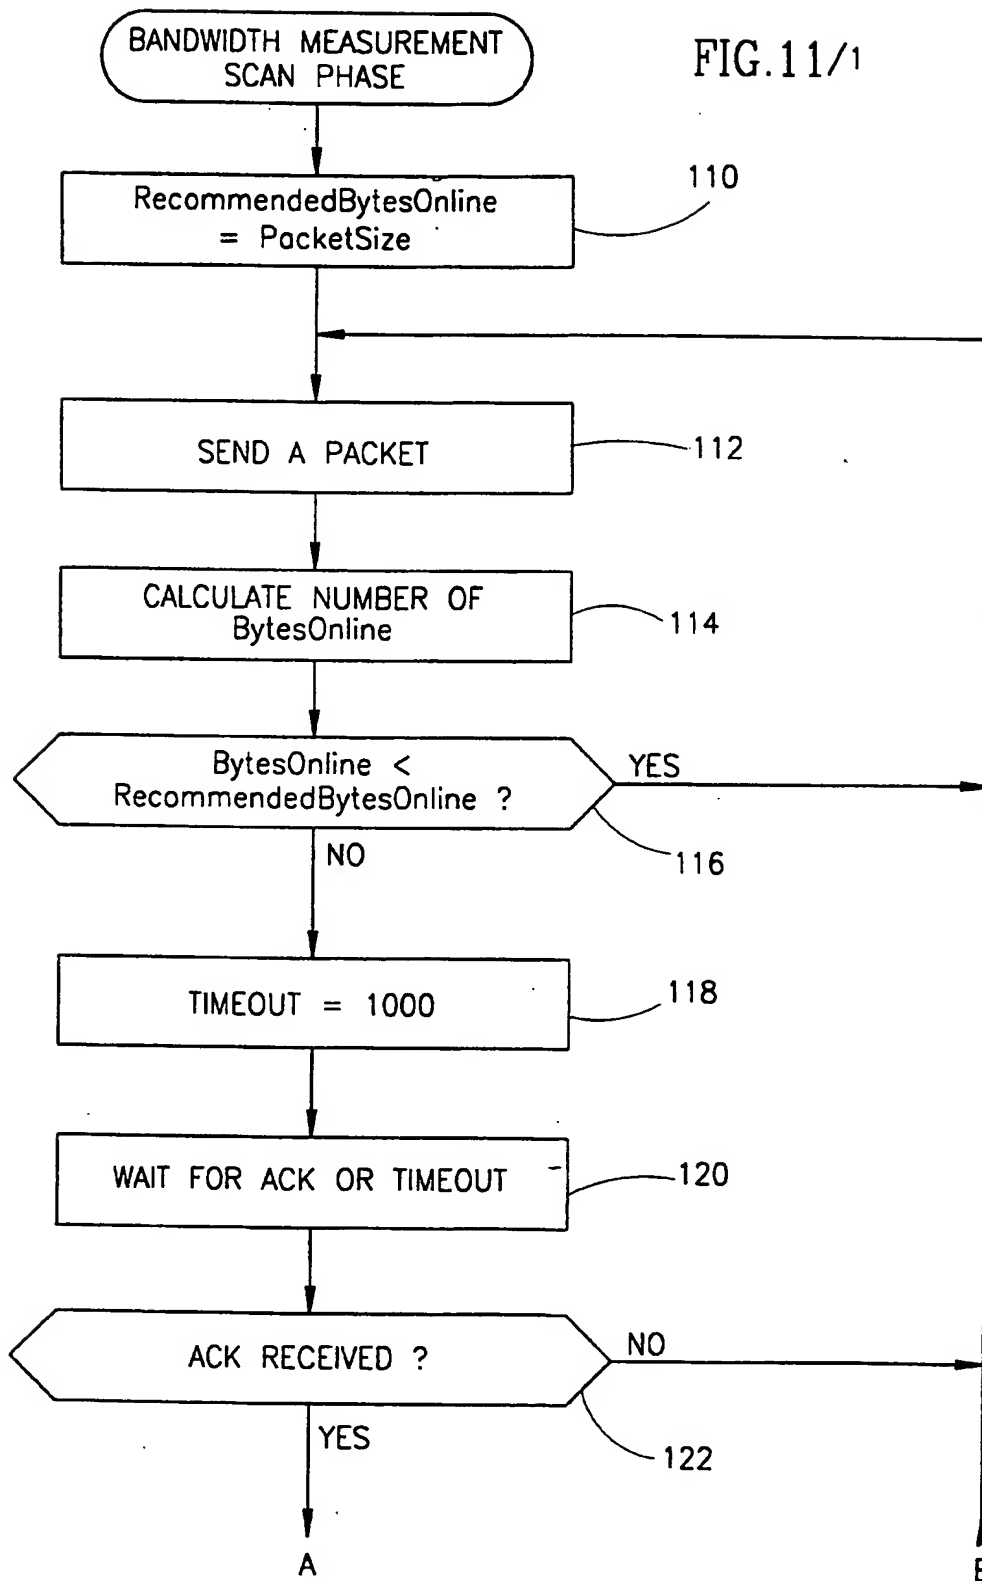 BANDWIDTH MEASUREMENT
SCAN PHASE
FIG.11/1
RecommendedBytesOnline
= PacketSize
110
SEND A PACKET
112
CALCULATE NUMBER OF
BytesOnline
114
BytesOnline <
RecommendedBytesOnline ?
YES
116
NO
TIMEOUT = 1000
118
WAIT FOR ACK OR TIMEOUT
120
ACK RECEIVED ?
NO
122
YES
A